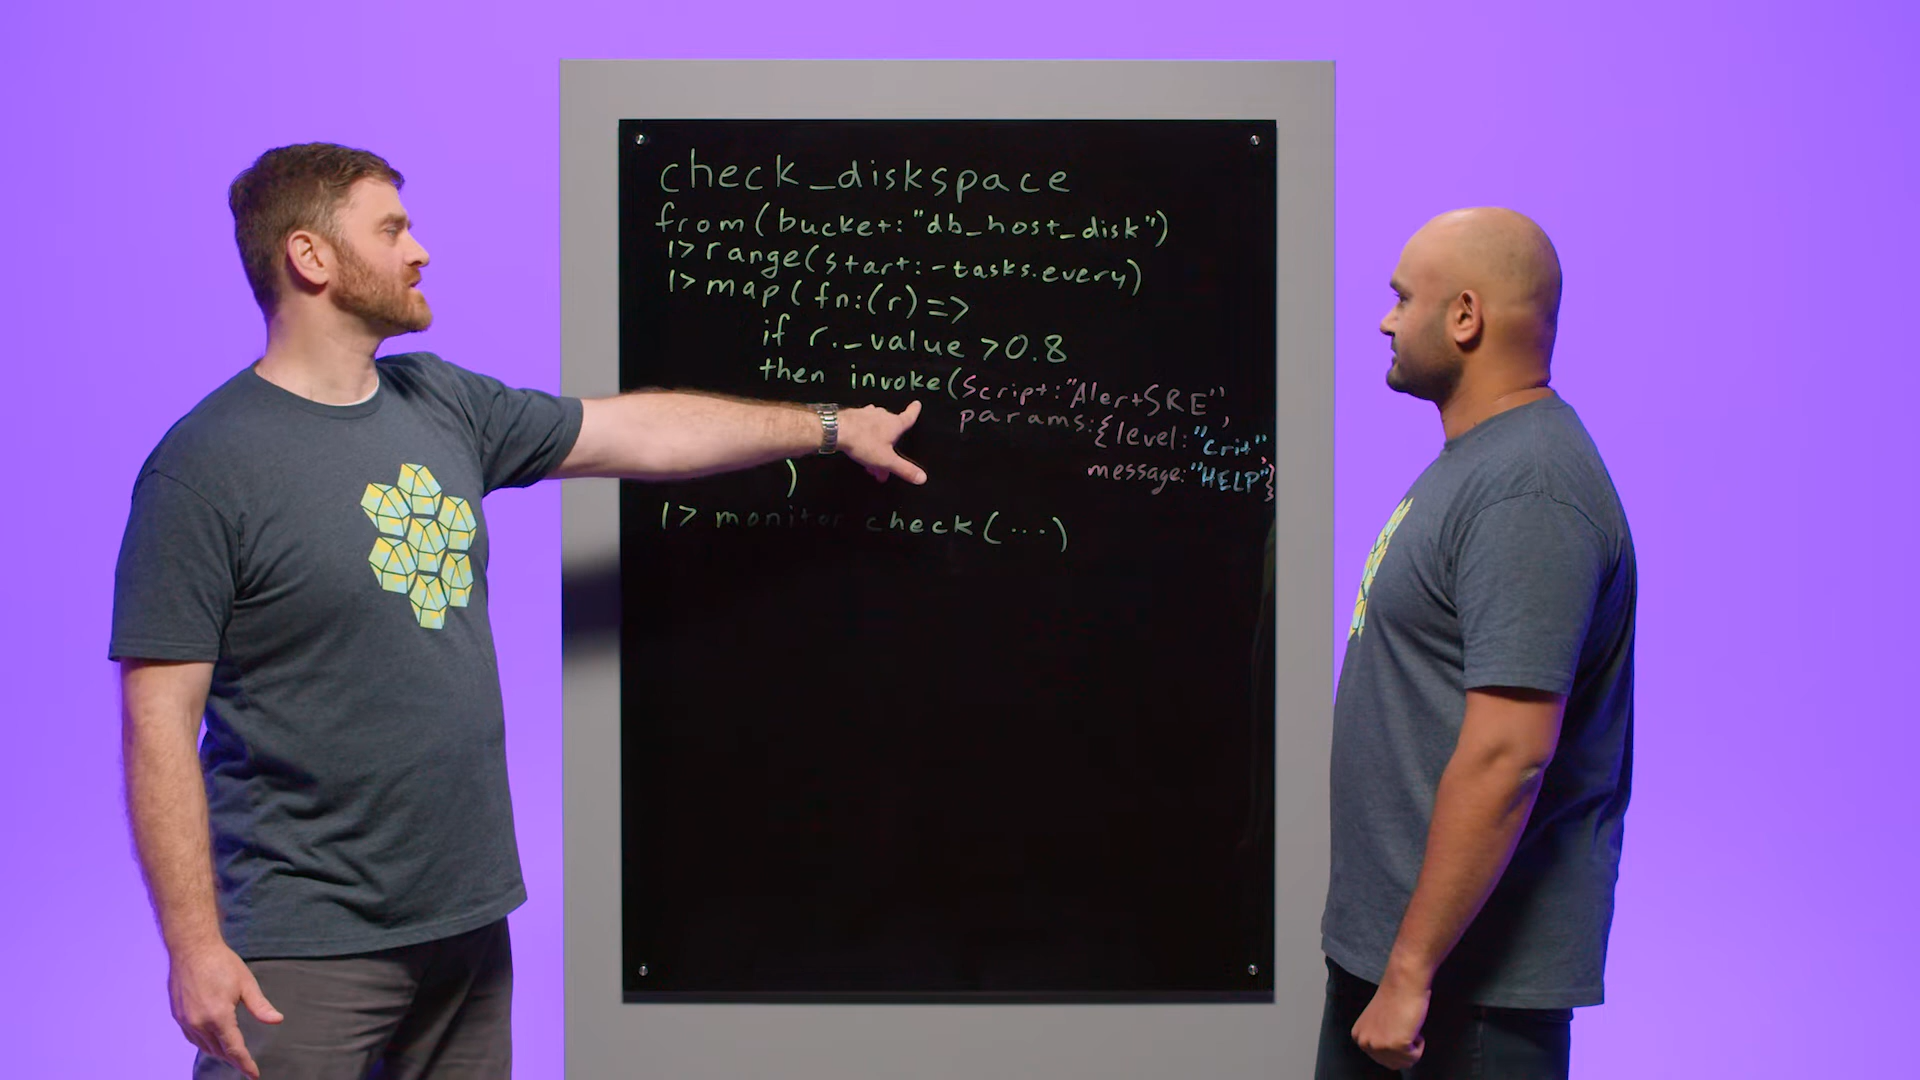 check_diskspace
from(bucket:"db_host_disk")
|>range(start:-tasks.every)
|>map(fn:(r)=>
if r._value >0.8
then invoke(Script:"AlertSRE",
params:{level:"crit",
message:"HELP"}
)
|> monitor check(...)